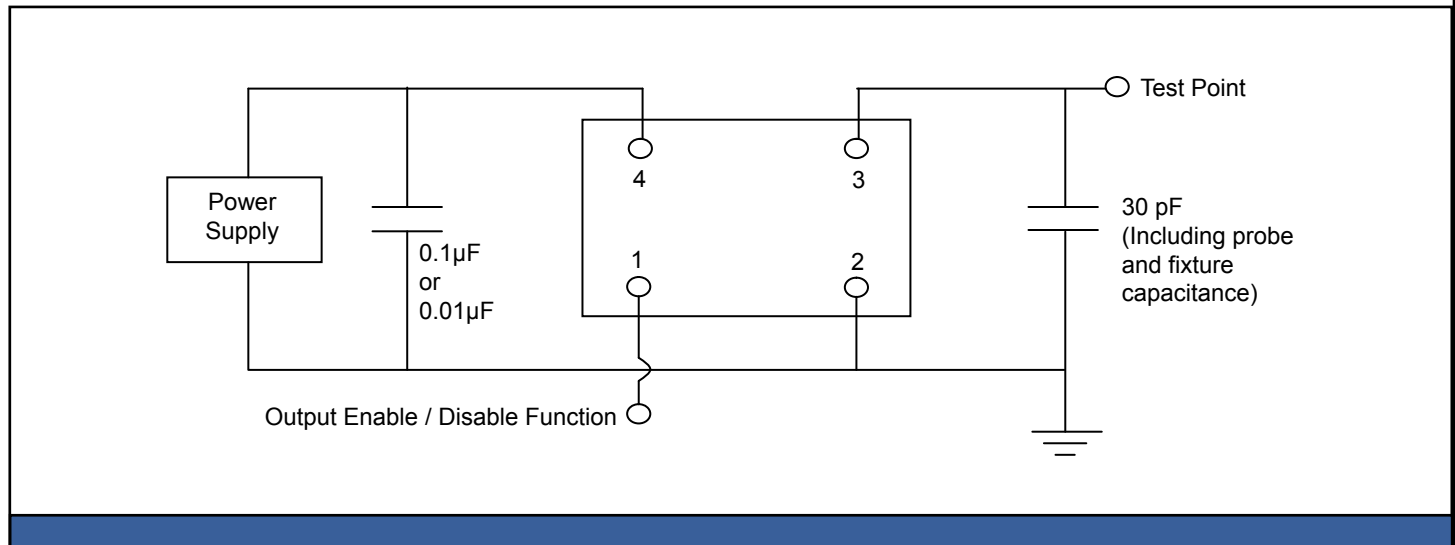 Test Point
4
3
Power
Supply
30 pF
(Including probe
and fixture
capacitance)
0.1µF
or
0.01µF
1
2
Output Enable / Disable Function